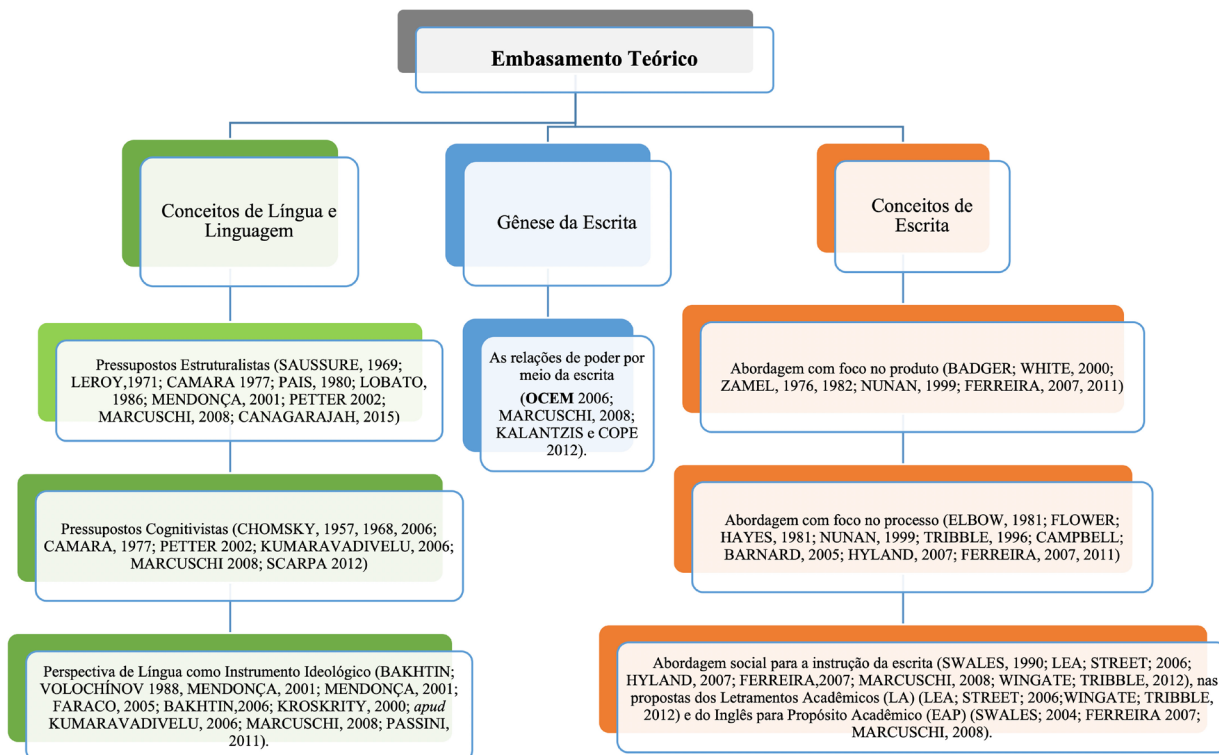 Embasamento Teórico
Conceitos de Língua e
Linguagem
Pressupostos Estruturalistas (SAUSSURE, 1969;
LEROY,1971; CAMARA 1977; PAIS, 1980; LOBATO,
1986; MENDONÇA, 2001; PETTER 2002;
MARCUSCHI, 2008; CANAGARAJAH, 2015)
Pressupostos Cognitivistas (CHOMSKY, 1957, 1968, 2006;
CAMARA, 1977; PETTER 2002; KUMARAVADIVELU, 2006;
MARCUSCHI 2008; SCARPA 2012)
Perspectiva de Língua como Instrumento Ideológico (BAKHTIN;
VOLOCHÍNOV 1988, MENDONÇA, 2001; MENDONÇA, 2001;
FARACO, 2005; BAKHTIN,2006; KROSKRITY, 2000; apud
KUMARAVADIVELU, 2006; MARCUSCHI, 2008; PASSINI,
2011).
Gênese da Escrita
As relações de poder por
meio da escrita
(OCEM 2006;
MARCUSCHI, 2008;
KALANTZIS e COPE
2012).
Conceitos de
Escrita
Abordagem com foco no produto (BADGER; WHITE, 2000;
ZAMEL, 1976, 1982; NUNAN, 1999; FERREIRA, 2007, 2011)
Abordagem com foco no processo (ELBOW, 1981; FLOWER;
HAYES, 1981; NUNAN, 1999; TRIBBLE, 1996; CAMPBELL;
BARNARD, 2005; HYLAND, 2007; FERREIRA, 2007, 2011)
Abordagem social para a instrução da escrita (SWALES, 1990; LEA; STREET; 2006;
HYLAND, 2007; FERREIRA,2007; MARCUSCHI, 2008; WINGATE; TRIBBLE, 2012), nas
propostas dos Letramentos Acadêmicos (LA) (LEA; STREET; 2006;WINGATE; TRIBBLE,
2012) e do Inglês para Propósito Acadêmico (EAP) (SWALES; 2004; FERREIRA 2007;
MARCUSCHI, 2008).